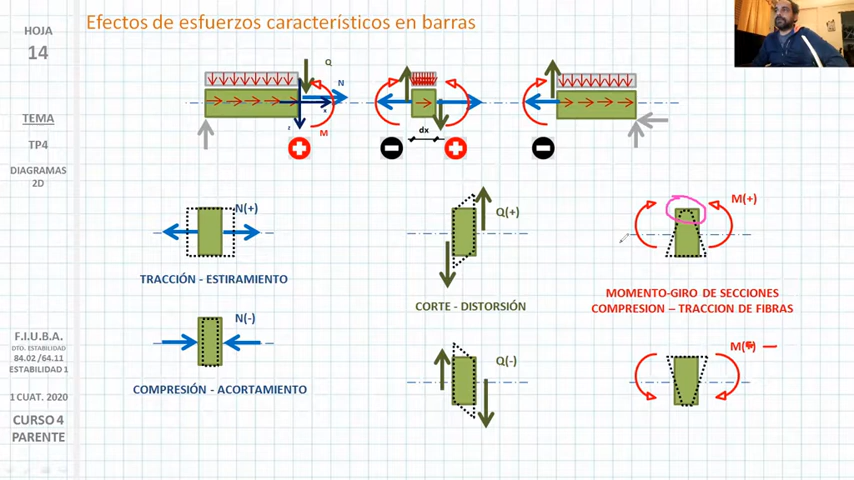 Efectos de esfuerzos característicos en barras
HOJA
14
TEMA
TP4
DIAGRAMAS
2D
F.I.U.B.A.
DTO. ESTABILIDAD
84.02 /64.11
ESTABILIDAD 1
1 CUAT. 2020
CURSO 4
PARENTE
Q
N
x
z
M
dx
N(+)
TRACCIÓN - ESTIRAMIENTO
N(-)
COMPRESIÓN - ACORTAMIENTO
Q(+)
CORTE - DISTORSIÓN
Q(-)
M(+)
MOMENTO-GIRO DE SECCIONES
COMPRESION – TRACCION DE FIBRAS
M(+) –